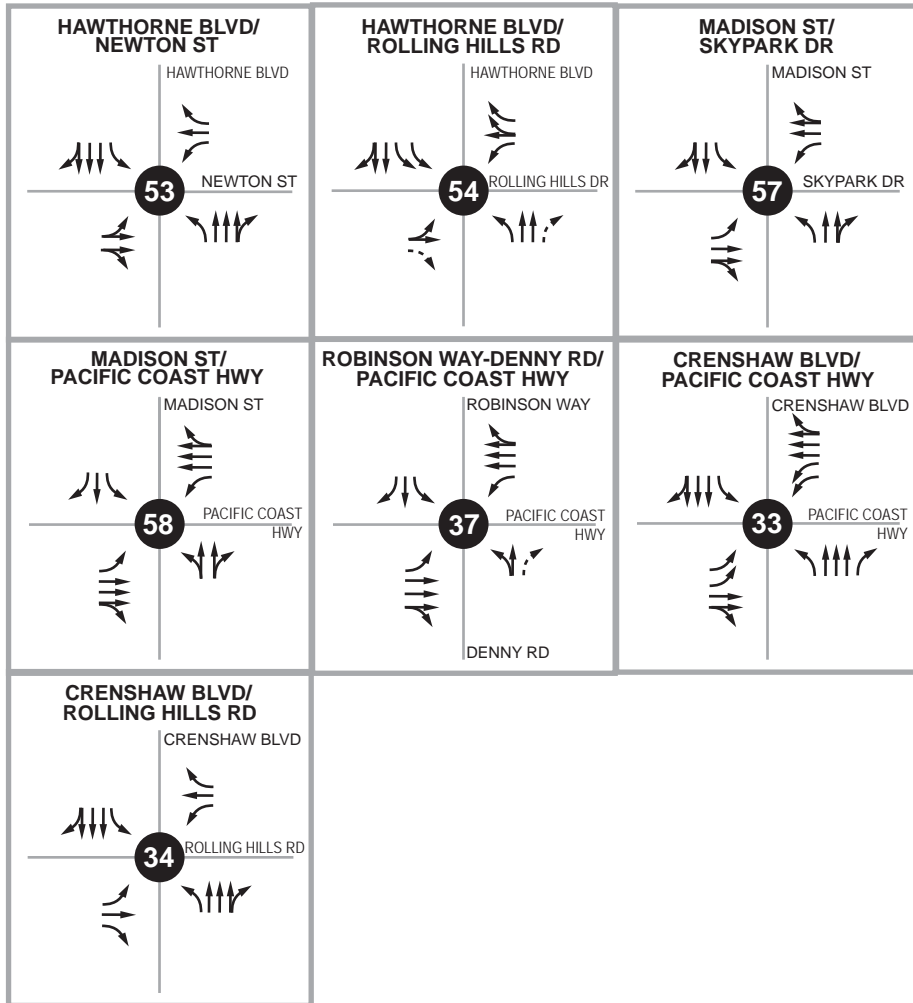 HAWTHORNE BLVD/
NEWTON ST
HAWTHORNE BLVD
53
NEWTON ST
HAWTHORNE BLVD/
ROLLING HILLS RD
HAWTHORNE BLVD
54
ROLLING HILLS DR
MADISON ST/
SKYPARK DR
MADISON ST
57
SKYPARK DR
MADISON ST/
PACIFIC COAST HWY
MADISON ST
58
PACIFIC COAST
HWY
ROBINSON WAY-DENNY RD/
PACIFIC COAST HWY
ROBINSON WAY
37
PACIFIC COAST
HWY
DENNY RD
CRENSHAW BLVD/
PACIFIC COAST HWY
CRENSHAW BLVD
33
PACIFIC COAST
HWY
CRENSHAW BLVD/
ROLLING HILLS RD
CRENSHAW BLVD
34
ROLLING HILLS RD